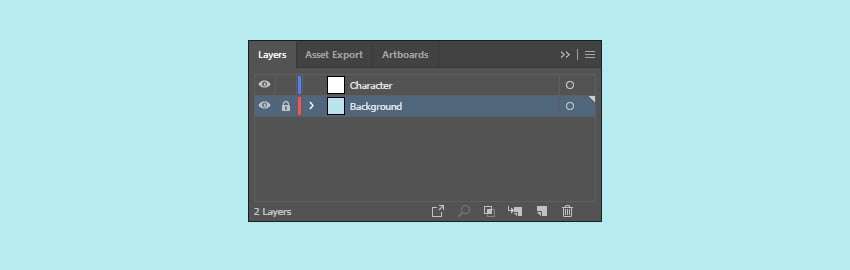 Layers Asset Export Artboards
Character
Background
2 Layers